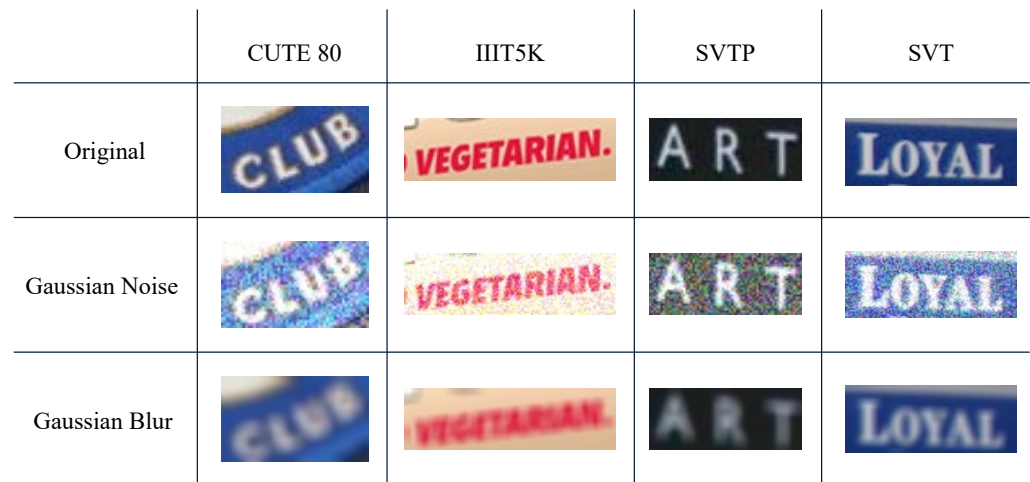 CUTE 80 IIIT5K SVTP SVT
Original CLUB VEGETARIAN. ART LOYAL
Gaussian Noise CLUB VEGETARIAN. ART LOYAL
Gaussian Blur CLUB VEGETARIAN. ART LOYAL